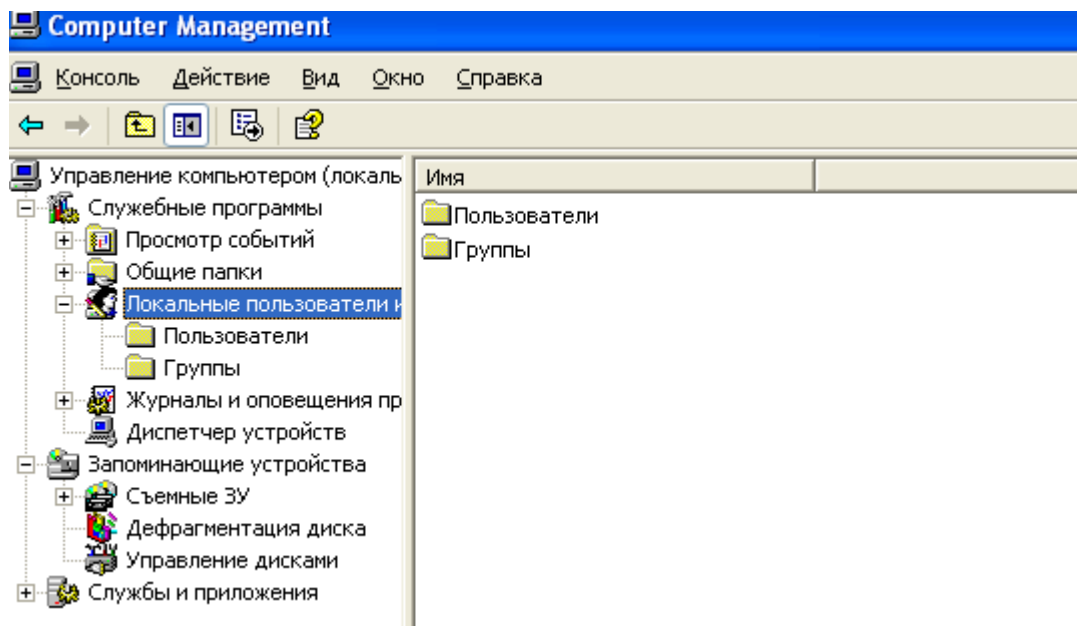 Computer Management
Консоль Действие Вид Окно Справка
Управление компьютером (локаль
Служебные программы
Просмотр событий
Общие папки
Локальные пользователи и
Пользователи
Группы
Журналы и оповещения пр
Диспетчер устройств
Запоминающие устройства
Съемные ЗУ
Дефрагментация диска
Управление дисками
Службы и приложения
Имя
Пользователи
Группы